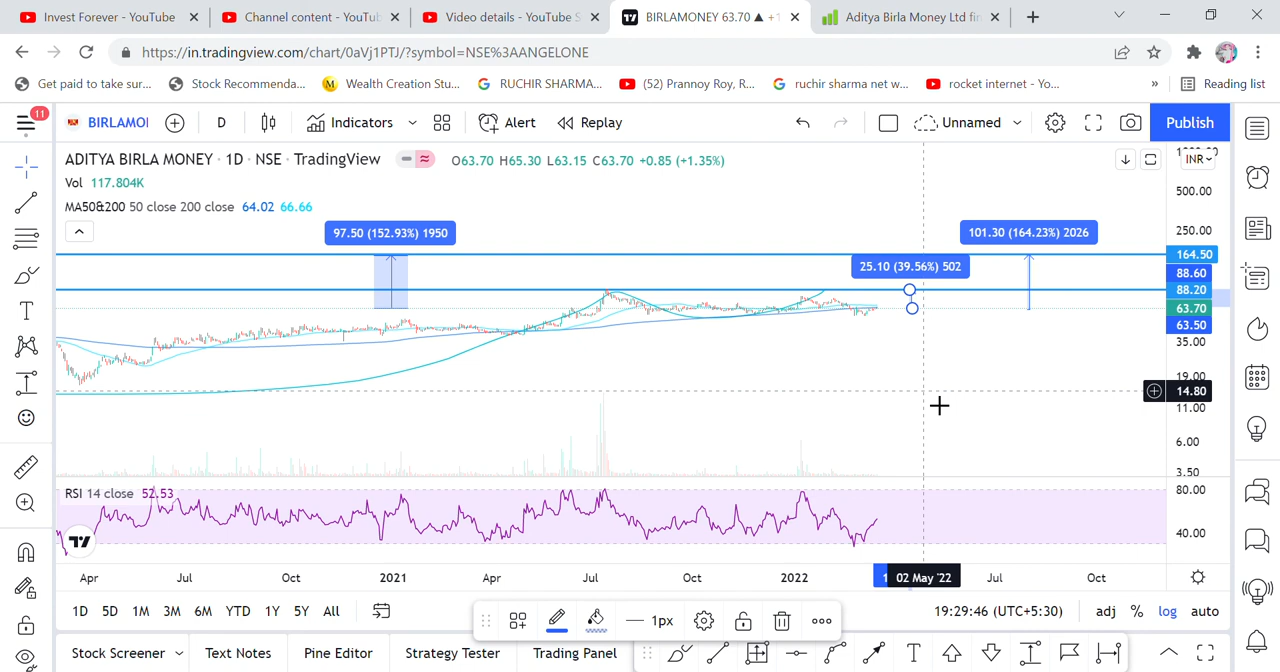 Invest Forever - YouTube
Channel content - YouTub
Video details - YouTube S
BIRLAMONEY 63.70 ▲ +1
Aditya Birla Money Ltd fin
https://in.tradingview.com/chart/0aVj1PTJ/?symbol=NSE%3AANGELONE
Get paid to take sur...
Stock Recommenda...
Wealth Creation Stu...
RUCHIR SHARMA...
(52) Prannoy Roy, R...
ruchir sharma net w...
rocket internet - Yo...
»
Reading list
11
BIRLAMOI
D
Indicators
Alert
Replay
Unnamed
Publish
ADITYA BIRLA MONEY · 1D · NSE · TradingView
O63.70 H65.30 L63.15 C63.70 +0.85 (+1.35%)
INR
Vol 117.804K
MA50&200 50 close 200 close 64.02 66.66
97.50 (152.93%) 1950
101.30 (164.23%) 2026
25.10 (39.56%) 502
500.00
250.00
164.50
88.60
88.20
63.70
63.50
35.00
19.00
14.80
11.00
6.00
3.50
RSI 14 close 52.53
80.00
40.00
Apr Jul Oct 2021 Apr Jul Oct 2022 02 May '22 Jul Oct
1D 5D 1M 3M 6M YTD 1Y 5Y All
1px
19:29:46 (UTC+5:30)
adj % log auto
Stock Screener
Text Notes
Pine Editor
Strategy Tester
Trading Panel